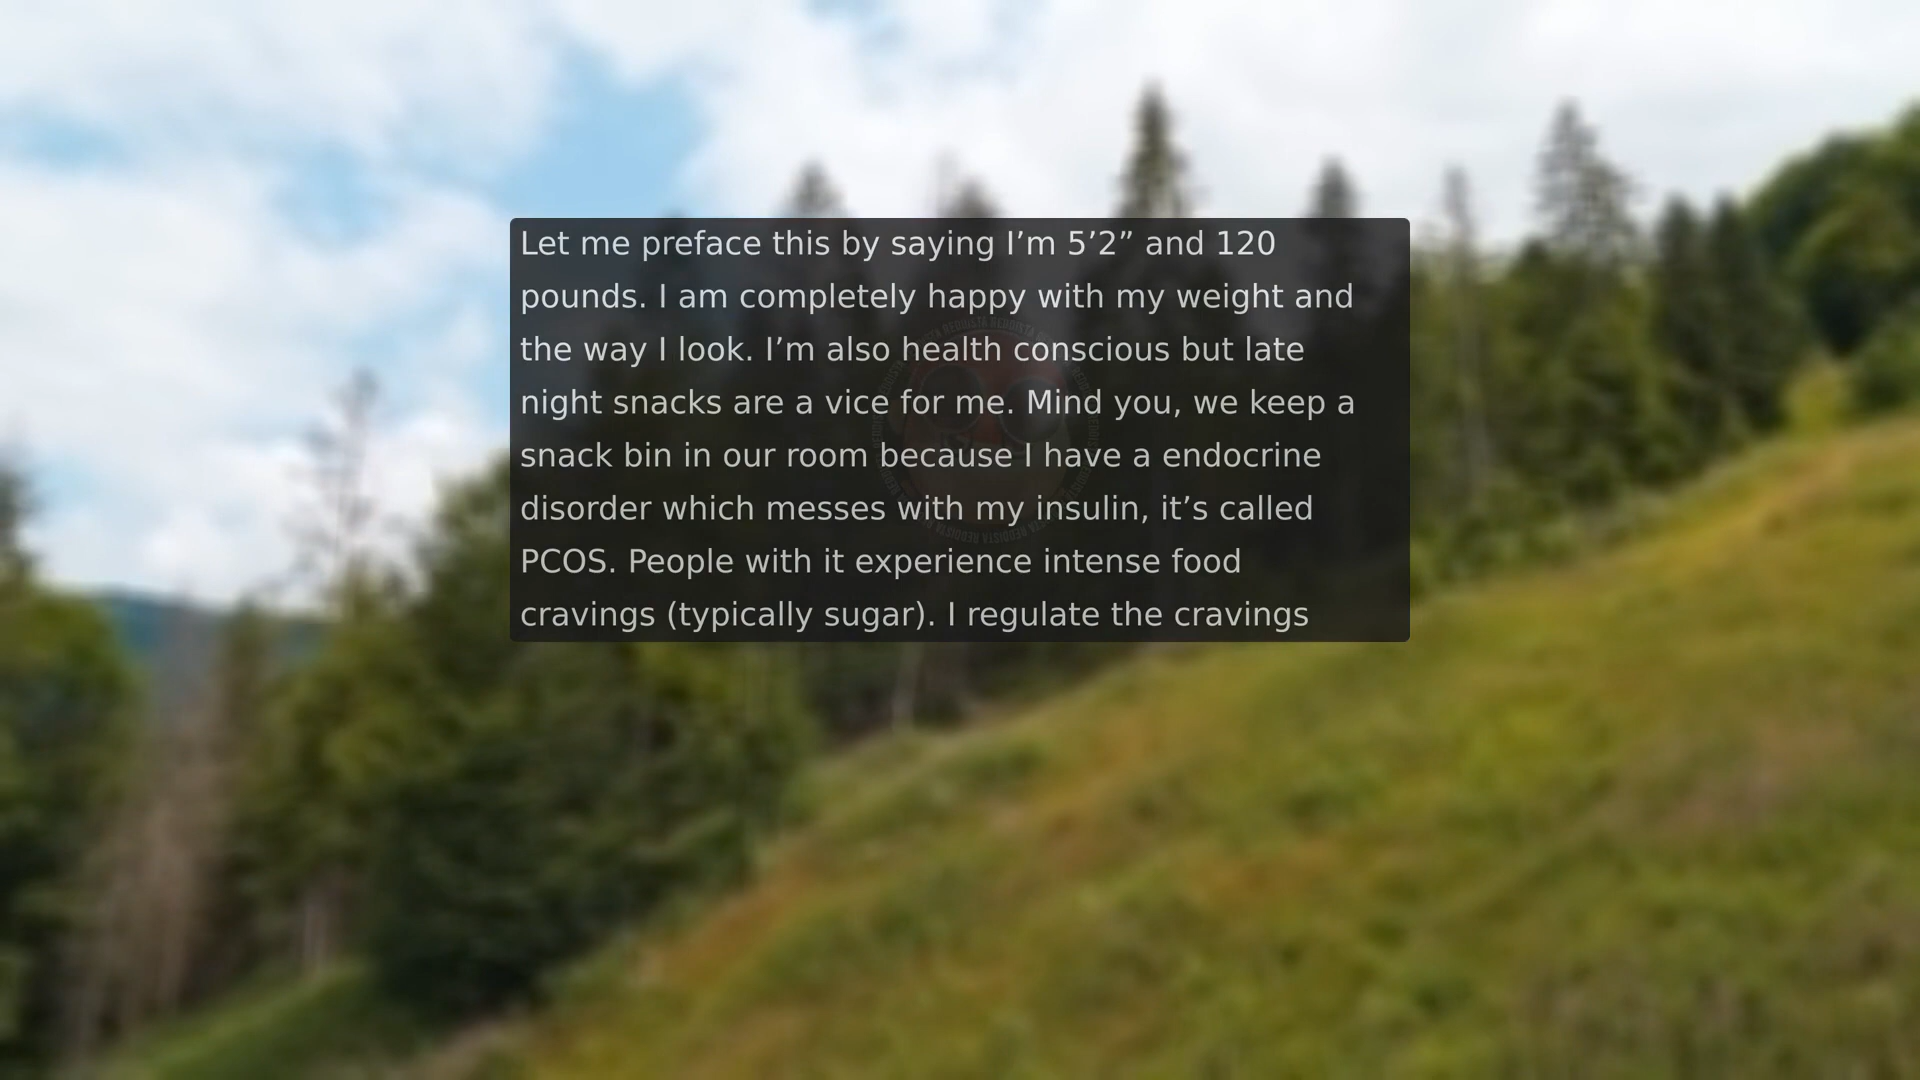 Let me preface this by saying I’m 5’2” and 120
pounds. I am completely happy with my weight and
the way I look. I’m also health conscious but late
night snacks are a vice for me. Mind you, we keep a
snack bin in our room because I have a endocrine
disorder which messes with my insulin, it’s called
PCOS. People with it experience intense food
cravings (typically sugar). I regulate the cravings